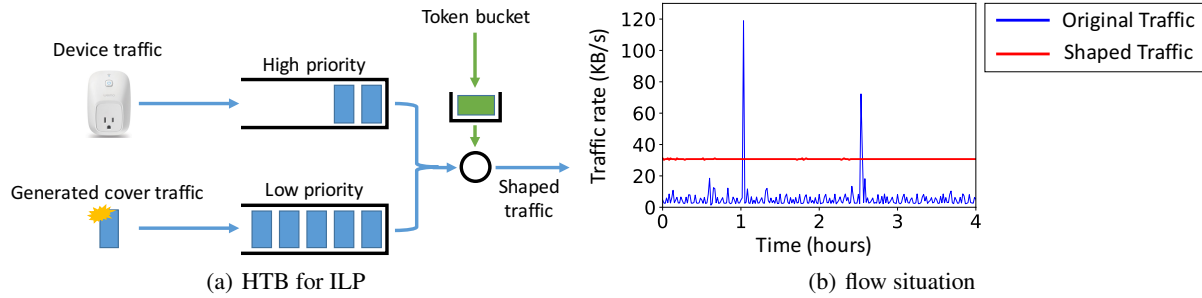 Token bucket
Device traffic
High priority
Generated cover traffic
Low priority
Shaped
traffic
(a) HTB for ILP
Traffic rate (KB/s)
120
100
80
60
40
20
0
0 1 2 3 4
Time (hours)
Original Traffic
Shaped Traffic
(b) flow situation